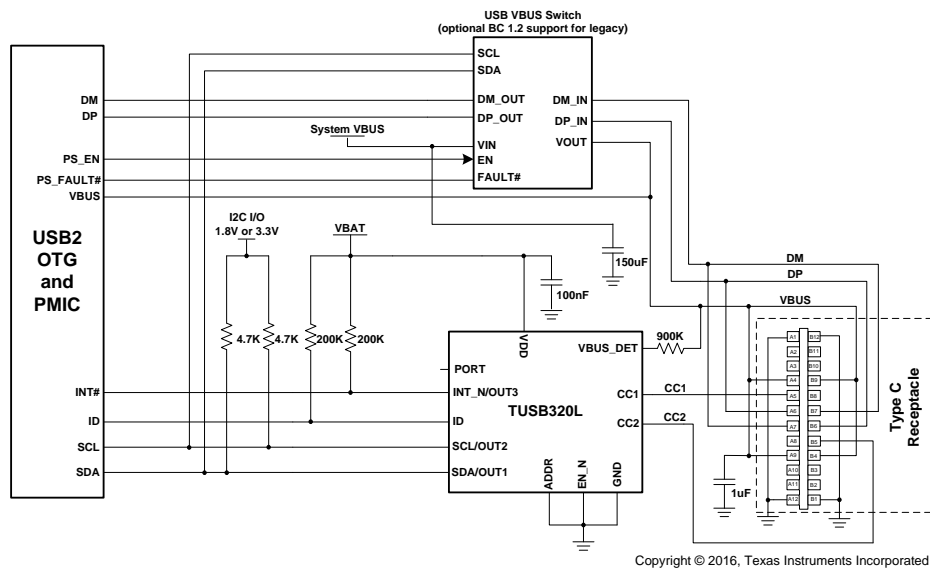 USB VBUS Switch
(optional BC 1.2 support for legacy)
SCL
SDA
DM
DM_OUT
DM_IN
DP
DP_OUT
DP_IN
System VBUS
VIN
VOUT
PS_EN
EN
PS_FAULT#
FAULT#
VBUS
USB2
OTG
and
PMIC
I2C I/O
1.8V or 3.3V
VBAT
150uF
100nF
DM
DP
VBUS
4.7K
4.7K
200K
200K
VDD
VBUS_DET
900K
PORT
INT#
INT_N/OUT3
CC1
CC1
TUSB320L
ID
ID
CC2
CC2
SCL
SCL/OUT2
SDA
SDA/OUT1
ADDR
EN_N
GND
1uF
A1
B12
A2
B11
A3
B10
A4
B9
A5
B8
A6
B7
A7
B6
A8
B5
A9
B4
A10
B3
A11
B2
A12
B1
Type C
Receptacle
Copyright © 2016, Texas Instruments Incorporated